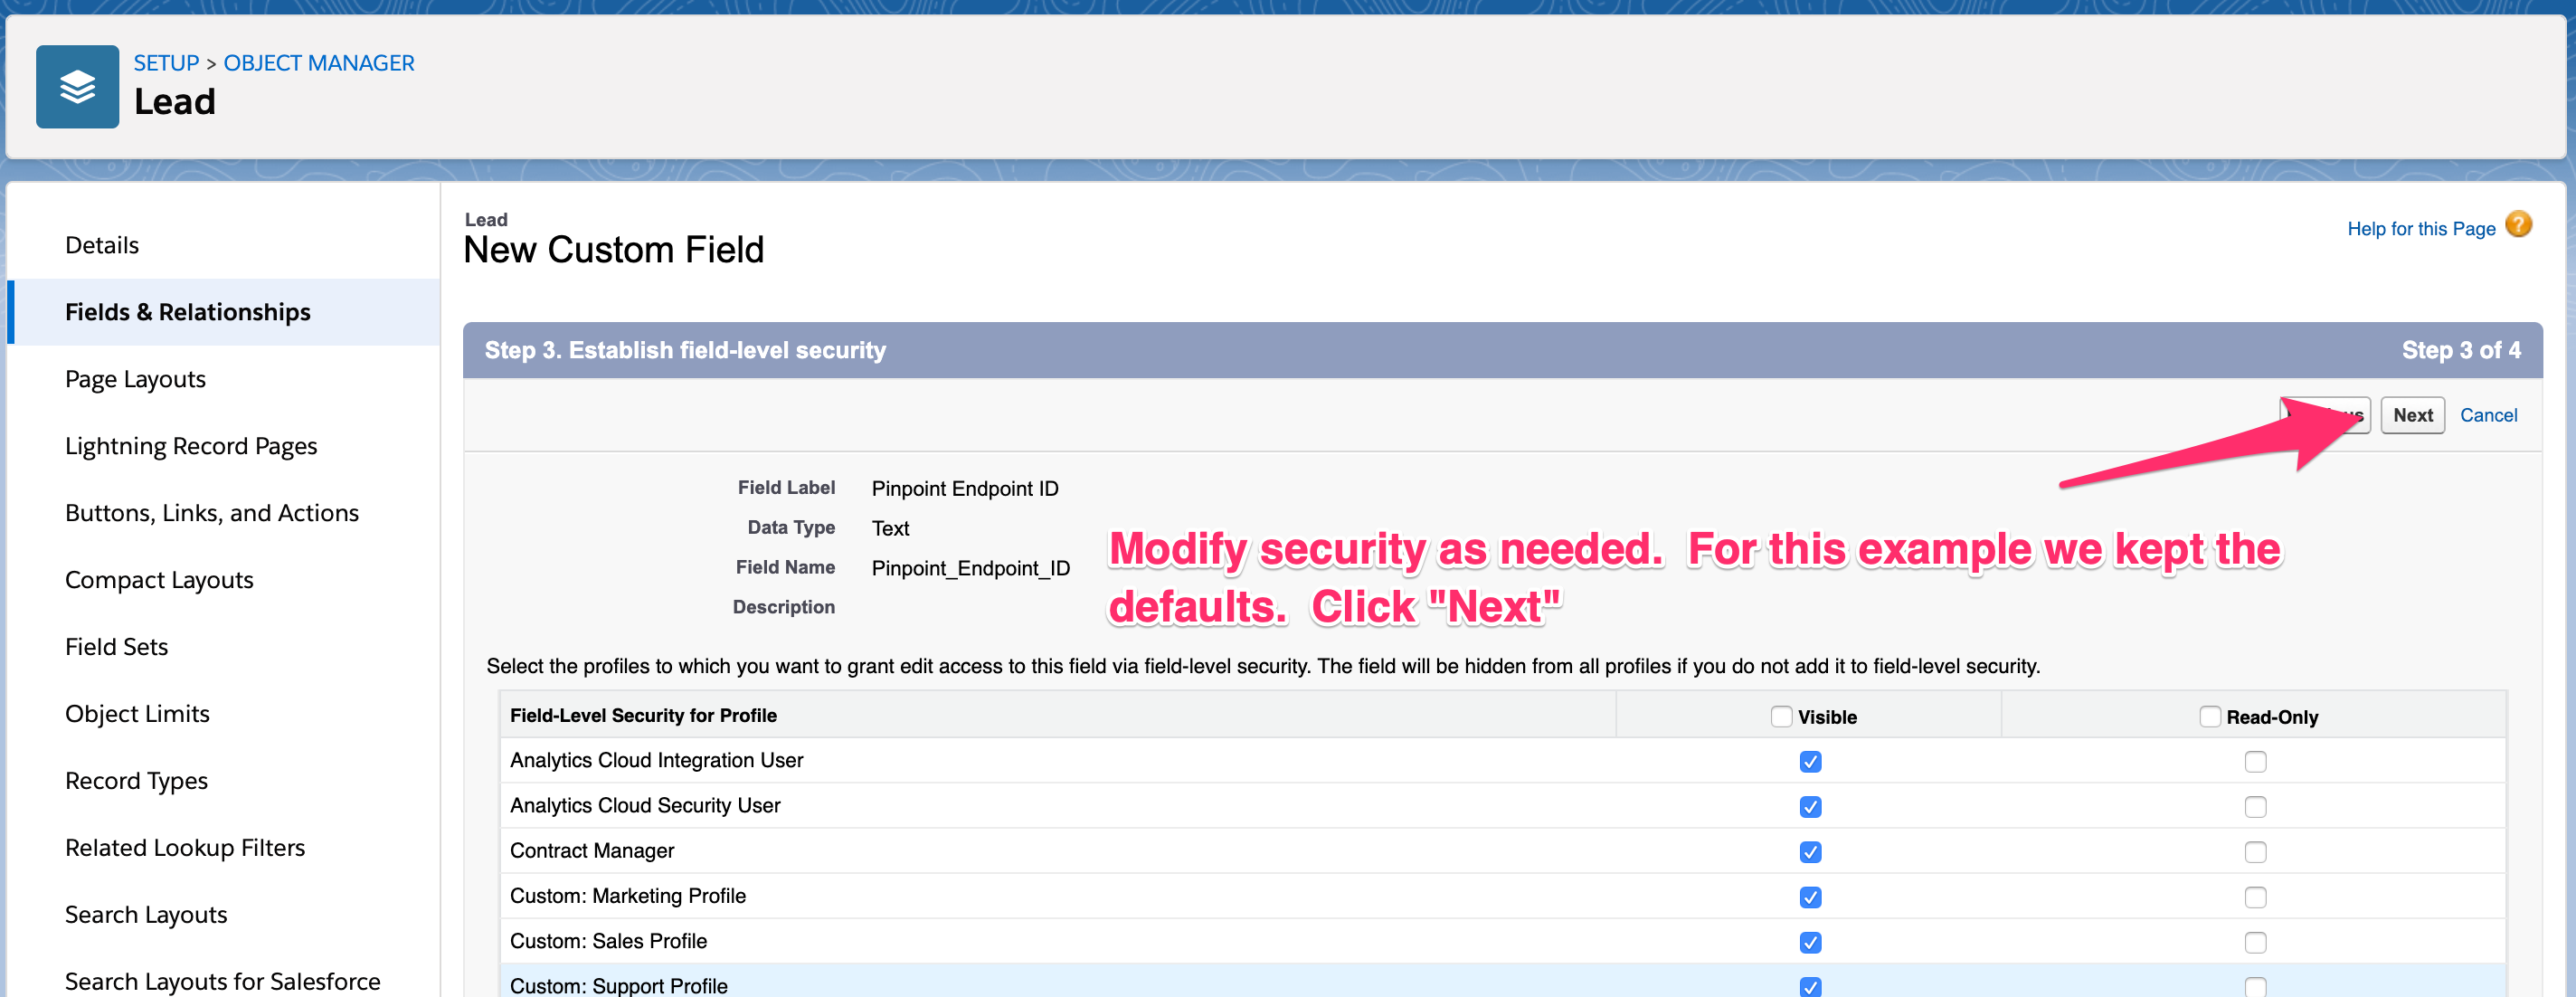 SETUP > OBJECT MANAGER
Lead
Details
Fields & Relationships
Page Layouts
Lightning Record Pages
Buttons, Links, and Actions
Compact Layouts
Field Sets
Object Limits
Record Types
Related Lookup Filters
Search Layouts
Search Layouts for Salesforce
Lead
New Custom Field
Help for this Page ?
Step 3. Establish field-level security Step 3 of 4
Next Cancel
Field Label Pinpoint Endpoint ID
Data Type Text
Field Name Pinpoint_Endpoint_ID
Description
Modify security as needed.  For this example we kept the
defaults.  Click "Next"
Select the profiles to which you want to grant edit access to this field via field-level security. The field will be hidden from all profiles if you do not add it to field-level security.
Field-Level Security for Profile Visible Read-Only
Analytics Cloud Integration User
Analytics Cloud Security User
Contract Manager
Custom: Marketing Profile
Custom: Sales Profile
Custom: Support Profile